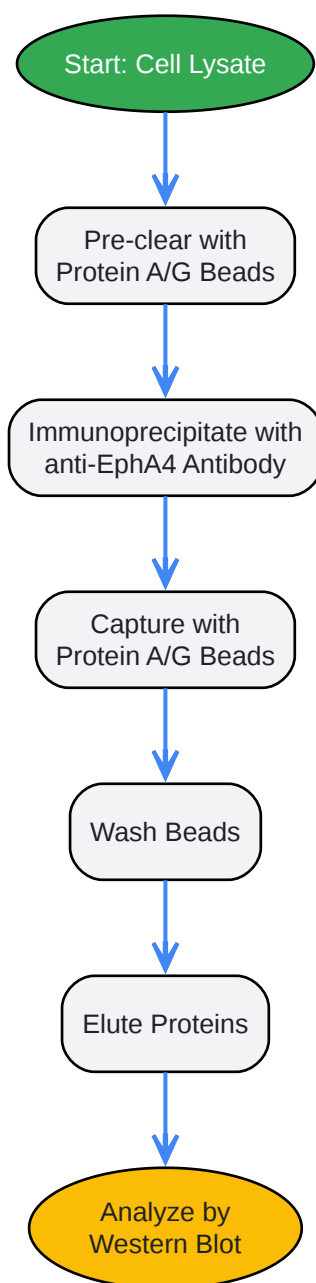 Start: Cell Lysate
Pre-clear with
Protein A/G Beads
Immunoprecipitate with
anti-EphA4 Antibody
Capture with
Protein A/G Beads
Wash Beads
Elute Proteins
Analyze by
Western Blot